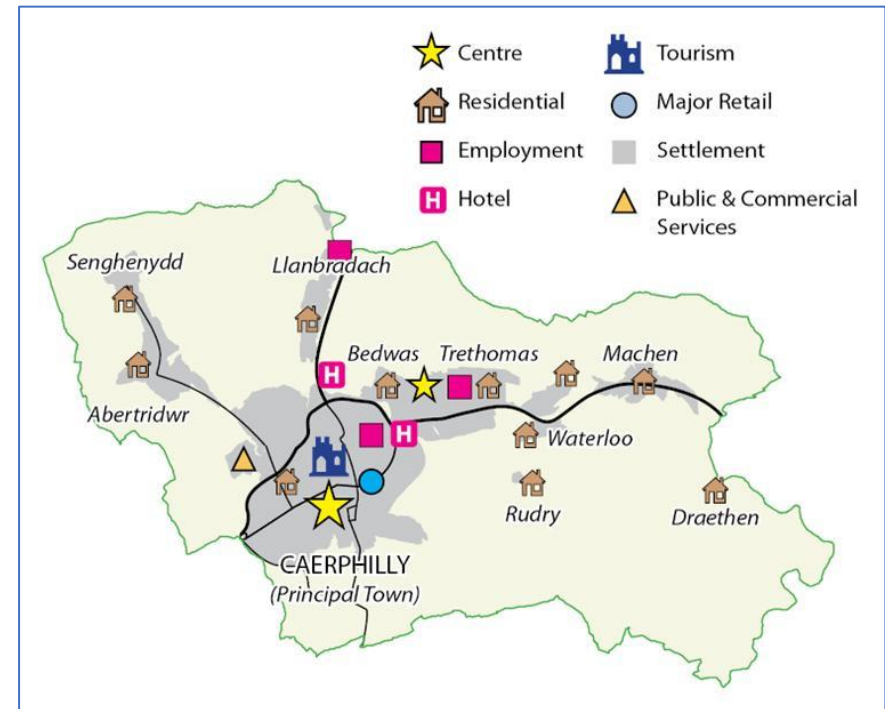 Centre
Tourism
Residential
Major Retail
Employment
Settlement
H Hotel
Public & Commercial
Services
Senghenydd
Llanbradach
H
Bedwas
Trethomas
Machen
Abertridwr
H
Waterloo
Rudry
Draethen
CAERPHILLY
(Principal Town)